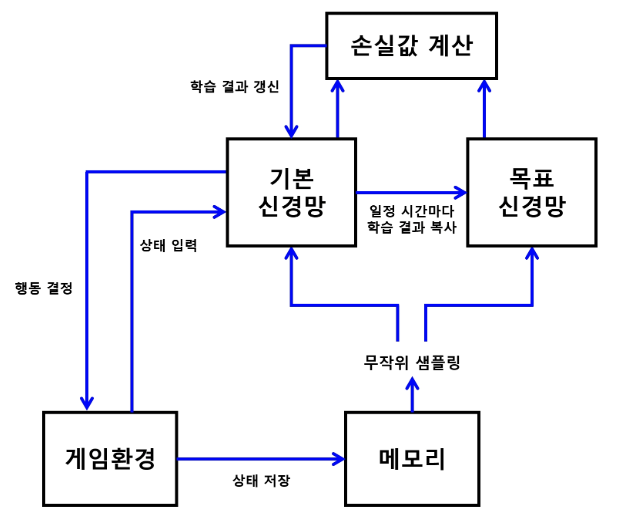 손실값 계산
학습 결과 갱신
기본
신경망
목표
신경망
일정 시간마다
학습 결과 복사
상태 입력
행동 결정
무작위 샘플링
게임환경
메모리
상태 저장